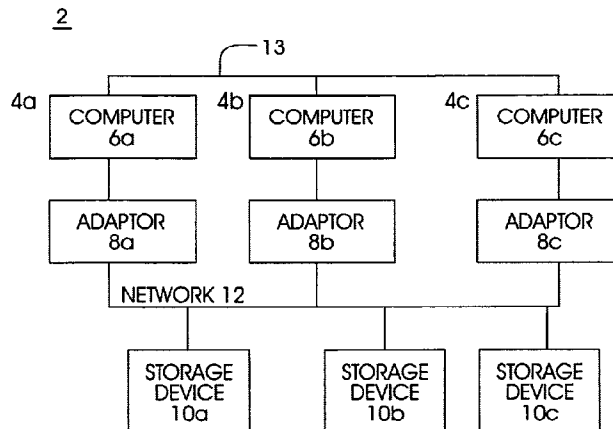 2
13
4a
COMPUTER
6a
4b
COMPUTER
6b
4c
COMPUTER
6c
ADAPTOR
8a
ADAPTOR
8b
ADAPTOR
8c
NETWORK 12
STORAGE
DEVICE
10a
STORAGE
DEVICE
10b
STORAGE
DEVICE
10c